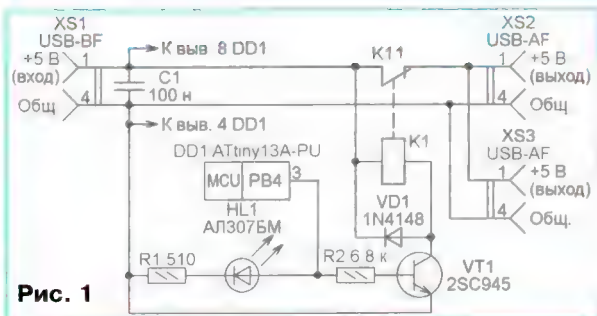 XS1
USB-BF
+5 В
(вход)
1
Общ
4
К выв 8 DD1
C1
100 н
К выв. 4 DD1
DD1 ATtiny13A-PU
MCU PB4 3
HL1
АЛ307БМ
R1 510
R2 6 8 к
K1 1
K1
VD1
1N4148
VT1
2SC945
XS2
USB-AF
1
+5 В
(выход)
4
Общ
XS3
USB-AF
1
+5 В
(выход)
4
Общ.
Рис. 1